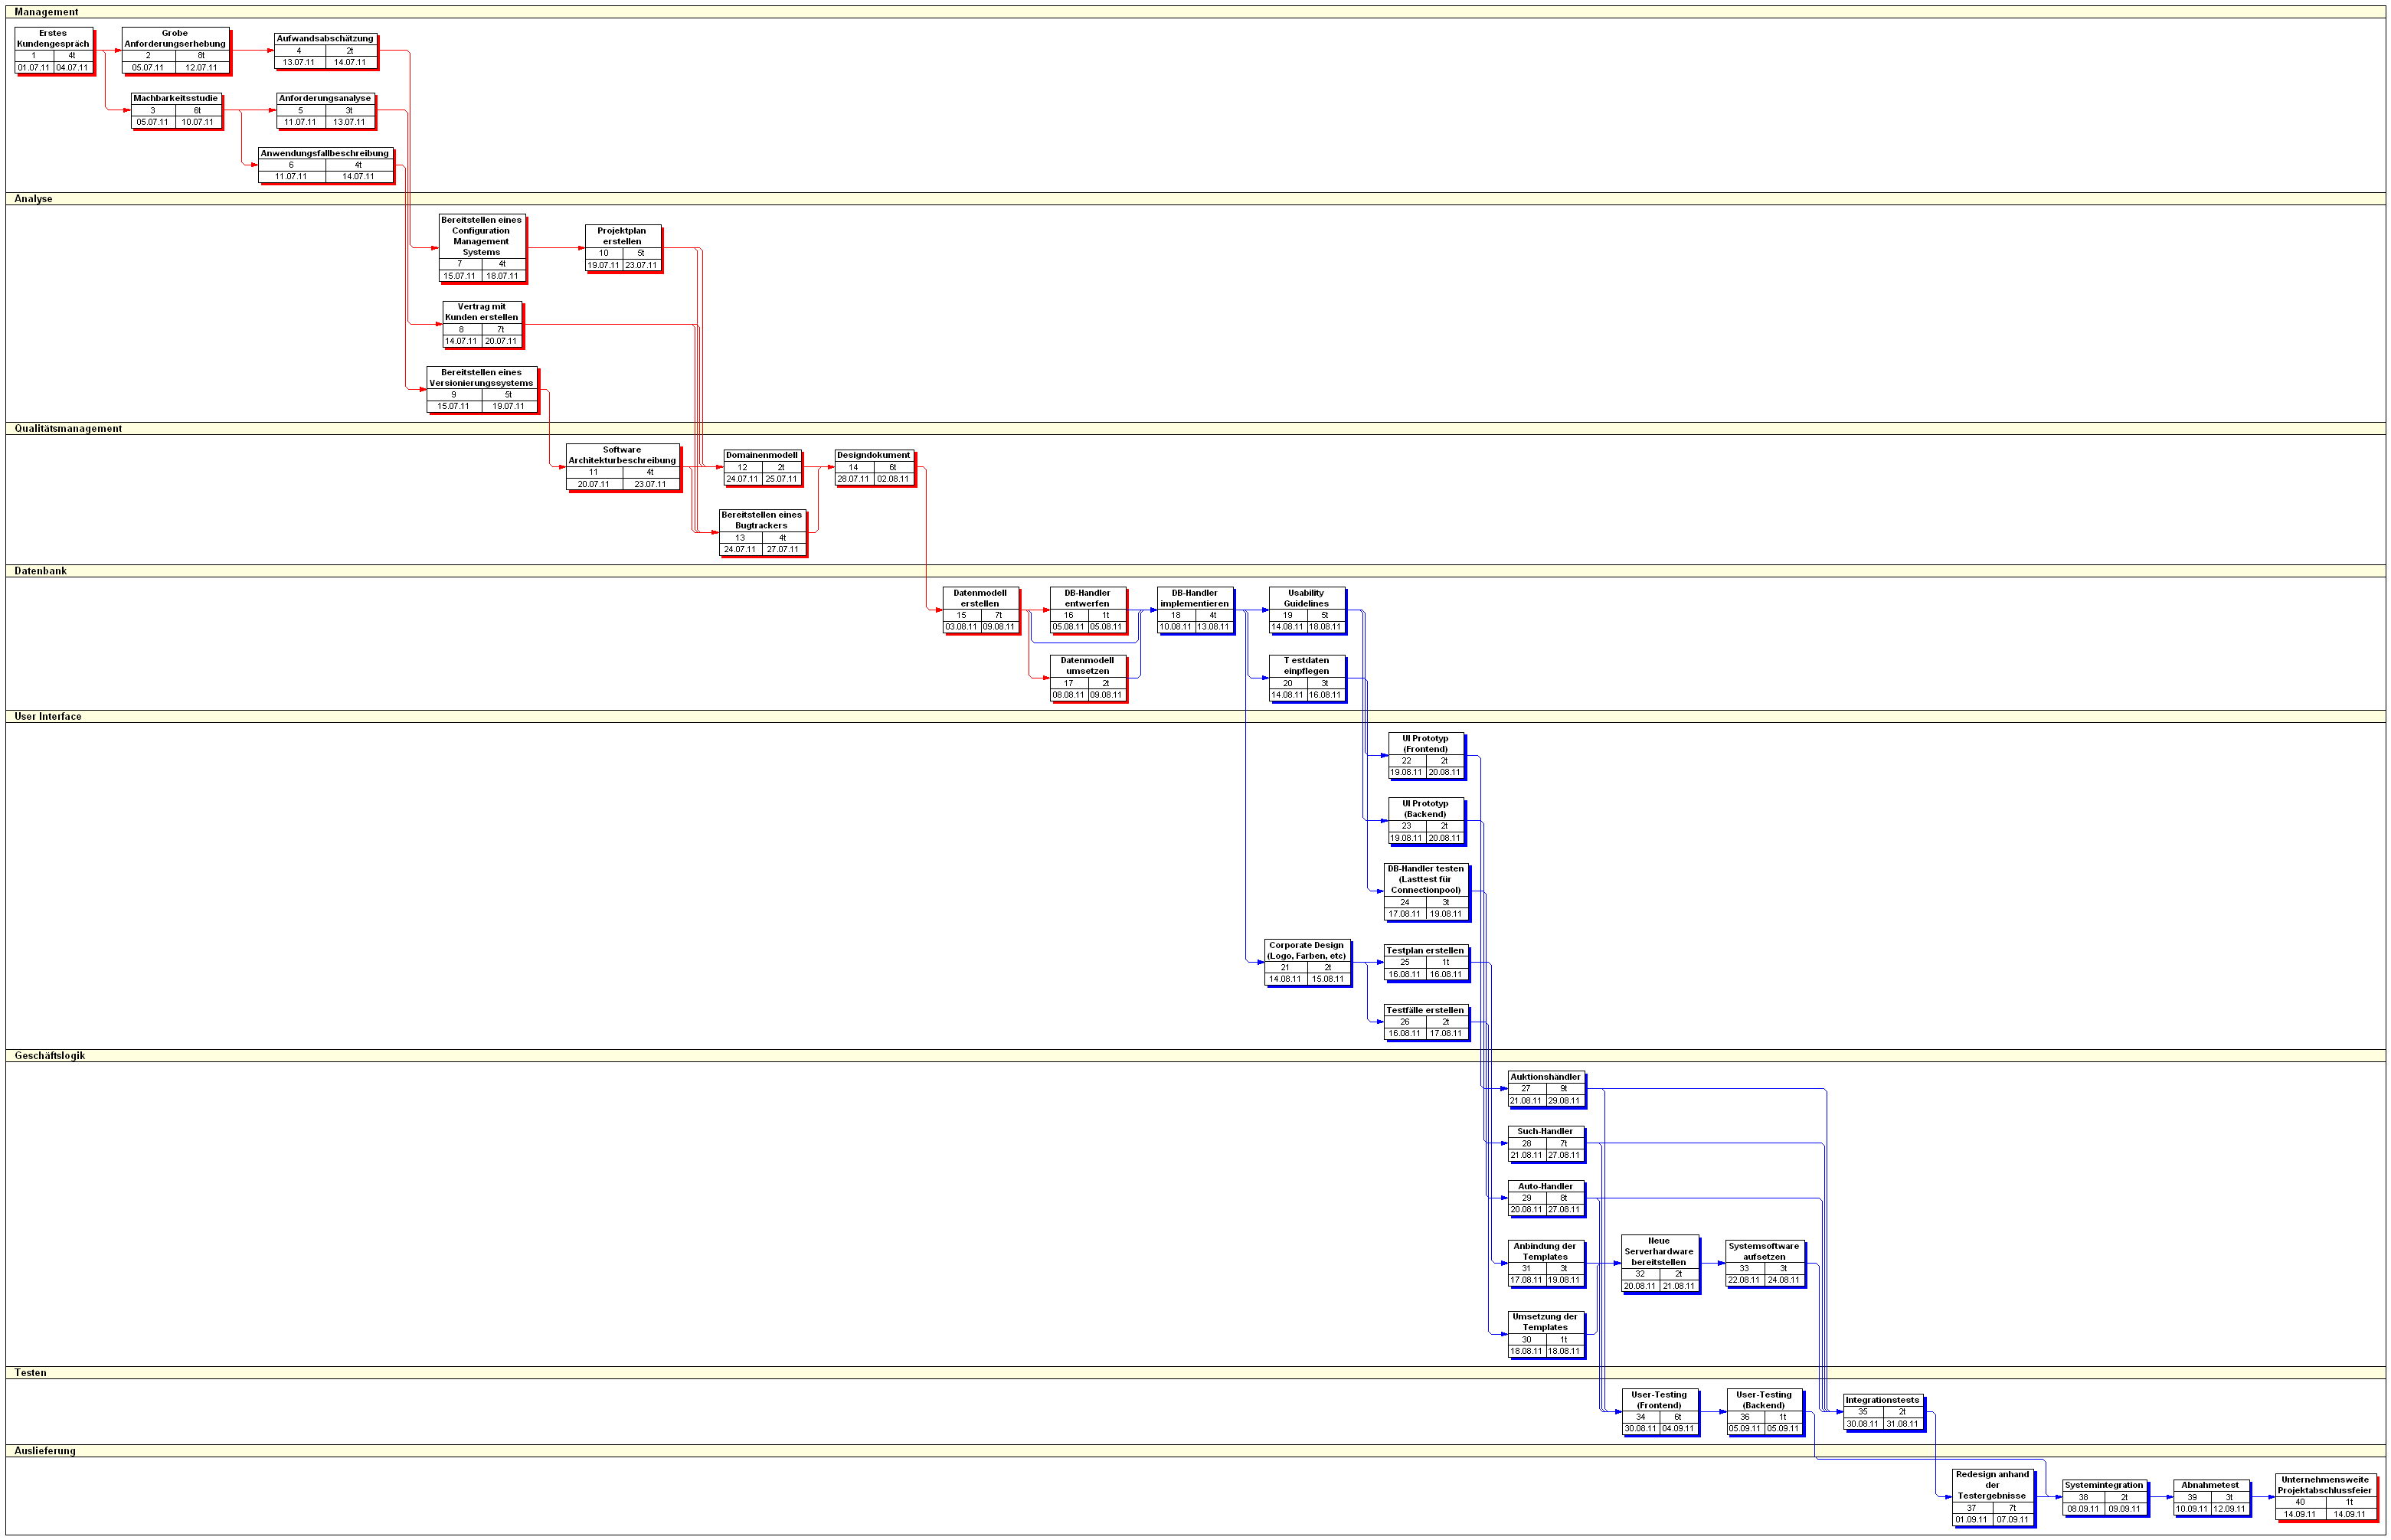 Management
Erstes
Kundengespräch
1 4t
01.07.11 04.07.11
Grobe
Anforderungserhebung
2 8t
05.07.11 12.07.11
Aufwandsabschätzung
4 2t
13.07.11 14.07.11
Machbarkeitsstudie
3 6t
05.07.11 10.07.11
Anforderungsanalyse
5 3t
11.07.11 13.07.11
Anwendungsfallbeschreibung
6 4t
11.07.11 14.07.11
Analyse
Bereitstellen eines
Configuration
Management
Systems
7 4t
15.07.11 18.07.11
Projektplan
erstellen
10 5t
19.07.11 23.07.11
Vertrag mit
Kunden erstellen
8 7t
14.07.11 20.07.11
Bereitstellen eines
Versionierungssystems
9 5t
15.07.11 19.07.11
Qualitätsmanagement
Software
Architekturbeschreibung
11 4t
20.07.11 23.07.11
Domainenmodell
12 2t
24.07.11 25.07.11
Designdokument
14 6t
28.07.11 02.08.11
Bereitstellen eines
Bugtrackers
13 4t
24.07.11 27.07.11
Datenbank
Datenmodell
erstellen
15 7t
03.08.11 09.08.11
DB-Handler
entwerfen
16 1t
05.08.11 05.08.11
DB-Handler
implementieren
18 4t
10.08.11 13.08.11
Usability
Guidelines
19 5t
14.08.11 18.08.11
Datenmodell
umsetzen
17 2t
08.08.11 09.08.11
T estdaten
einpflegen
20 3t
14.08.11 16.08.11
User Interface
UI Prototyp
(Frontend)
22 2t
19.08.11 20.08.11
UI Prototyp
(Backend)
23 2t
19.08.11 20.08.11
DB-Handler testen
(Lasttest für
Connectionpool)
24 3t
17.08.11 19.08.11
Corporate Design
(Logo, Farben, etc)
21 2t
14.08.11 15.08.11
Testplan erstellen
25 1t
16.08.11 16.08.11
Testfälle erstellen
26 2t
16.08.11 17.08.11
Geschäftslogik
Auktionshändler
27 9t
21.08.11 29.08.11
Such-Handler
28 7t
21.08.11 27.08.11
Auto-Handler
29 8t
20.08.11 27.08.11
Anbindung der
Templates
31 3t
17.08.11 19.08.11
Neue
Serverhardware
bereitstellen
32 2t
20.08.11 21.08.11
Systemsoftware
aufsetzen
33 3t
22.08.11 24.08.11
Umsetzung der
Templates
30 1t
18.08.11 18.08.11
Testen
User-Testing
(Frontend)
34 6t
30.08.11 04.09.11
User-Testing
(Backend)
36 1t
05.09.11 05.09.11
Integrationstests
35 2t
30.08.11 31.08.11
Auslieferung
Redesign anhand
der
Testergebnisse
37 7t
01.09.11 07.09.11
Systemintegration
38 2t
08.09.11 09.09.11
Abnahmetest
39 3t
10.09.11 12.09.11
Unternehmensweite
Projektabschlussfeier
40 1t
14.09.11 14.09.11